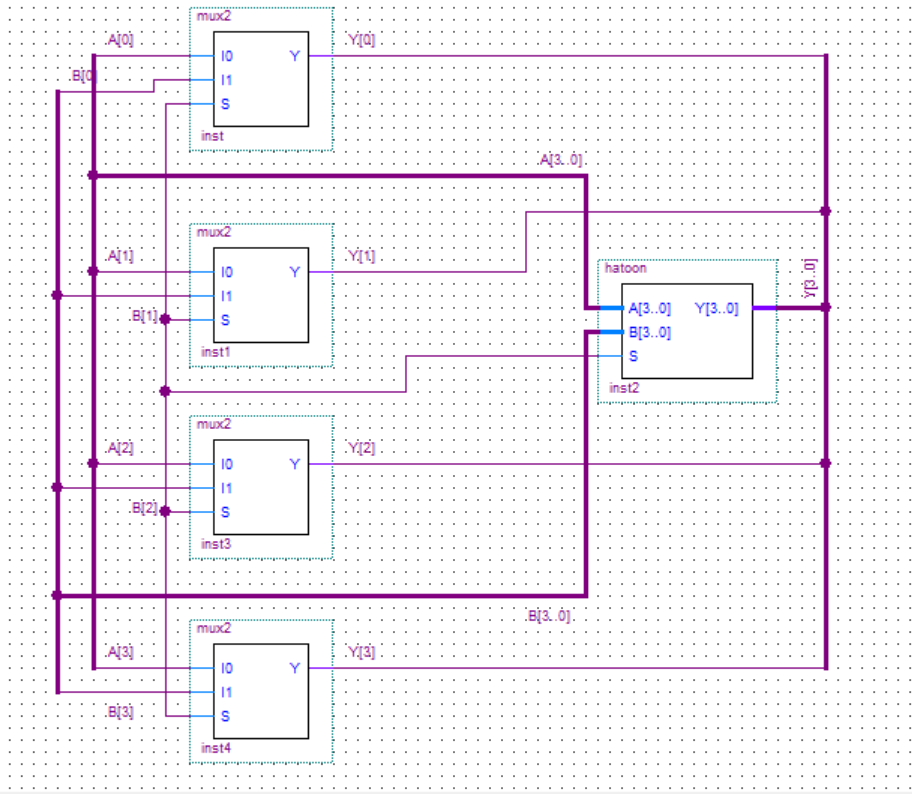 mux2
A[0]
Y[0]
I0 Y
B[0]
I1
S
inst
A[3..0]
mux2
A[1]
Y[1]
I0 Y
hatoon
Y[3..0]
I1
A[3..0] Y[3..0]
B[1]
S
B[3..0]
inst1
S
inst2
mux2
A[2]
Y[2]
I0 Y
I1
B[2]
S
inst3
B[3..0]
mux2
A[3]
Y[3]
I0 Y
I1
B[3]
S
inst4